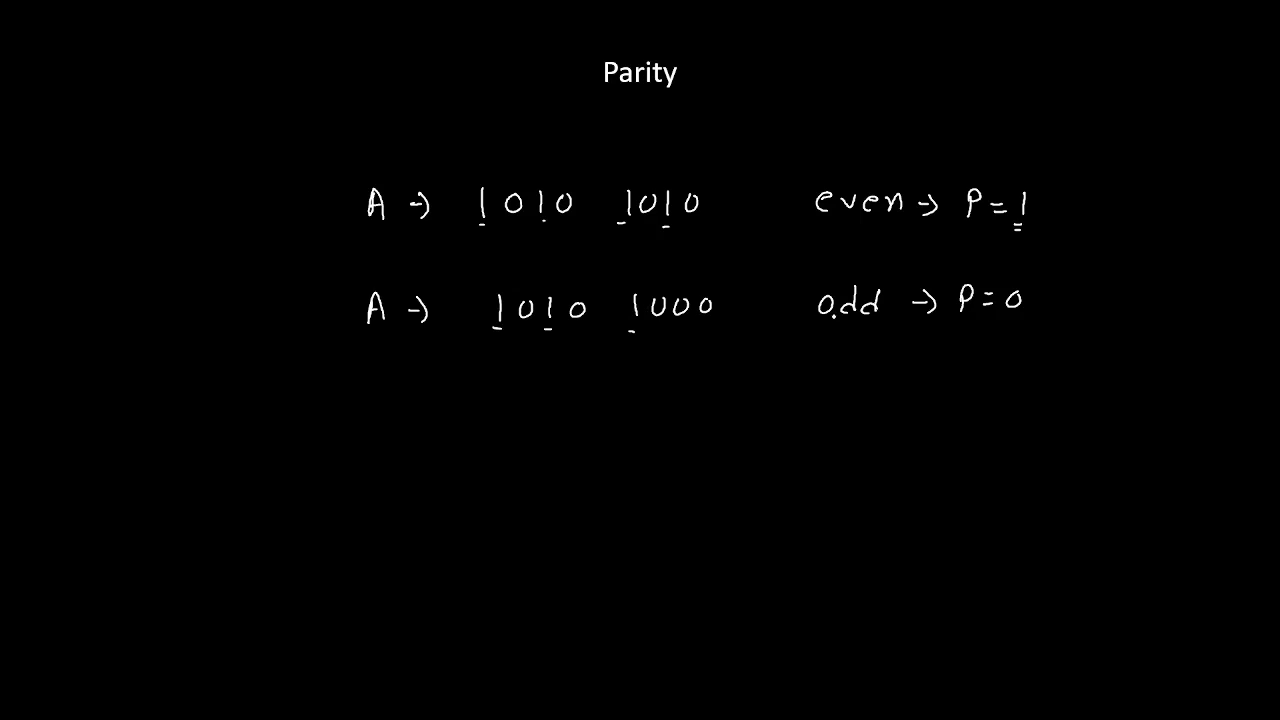 Parity
A → 1010 1010 even → P = 1
A → 1010 1000 odd → P = 0